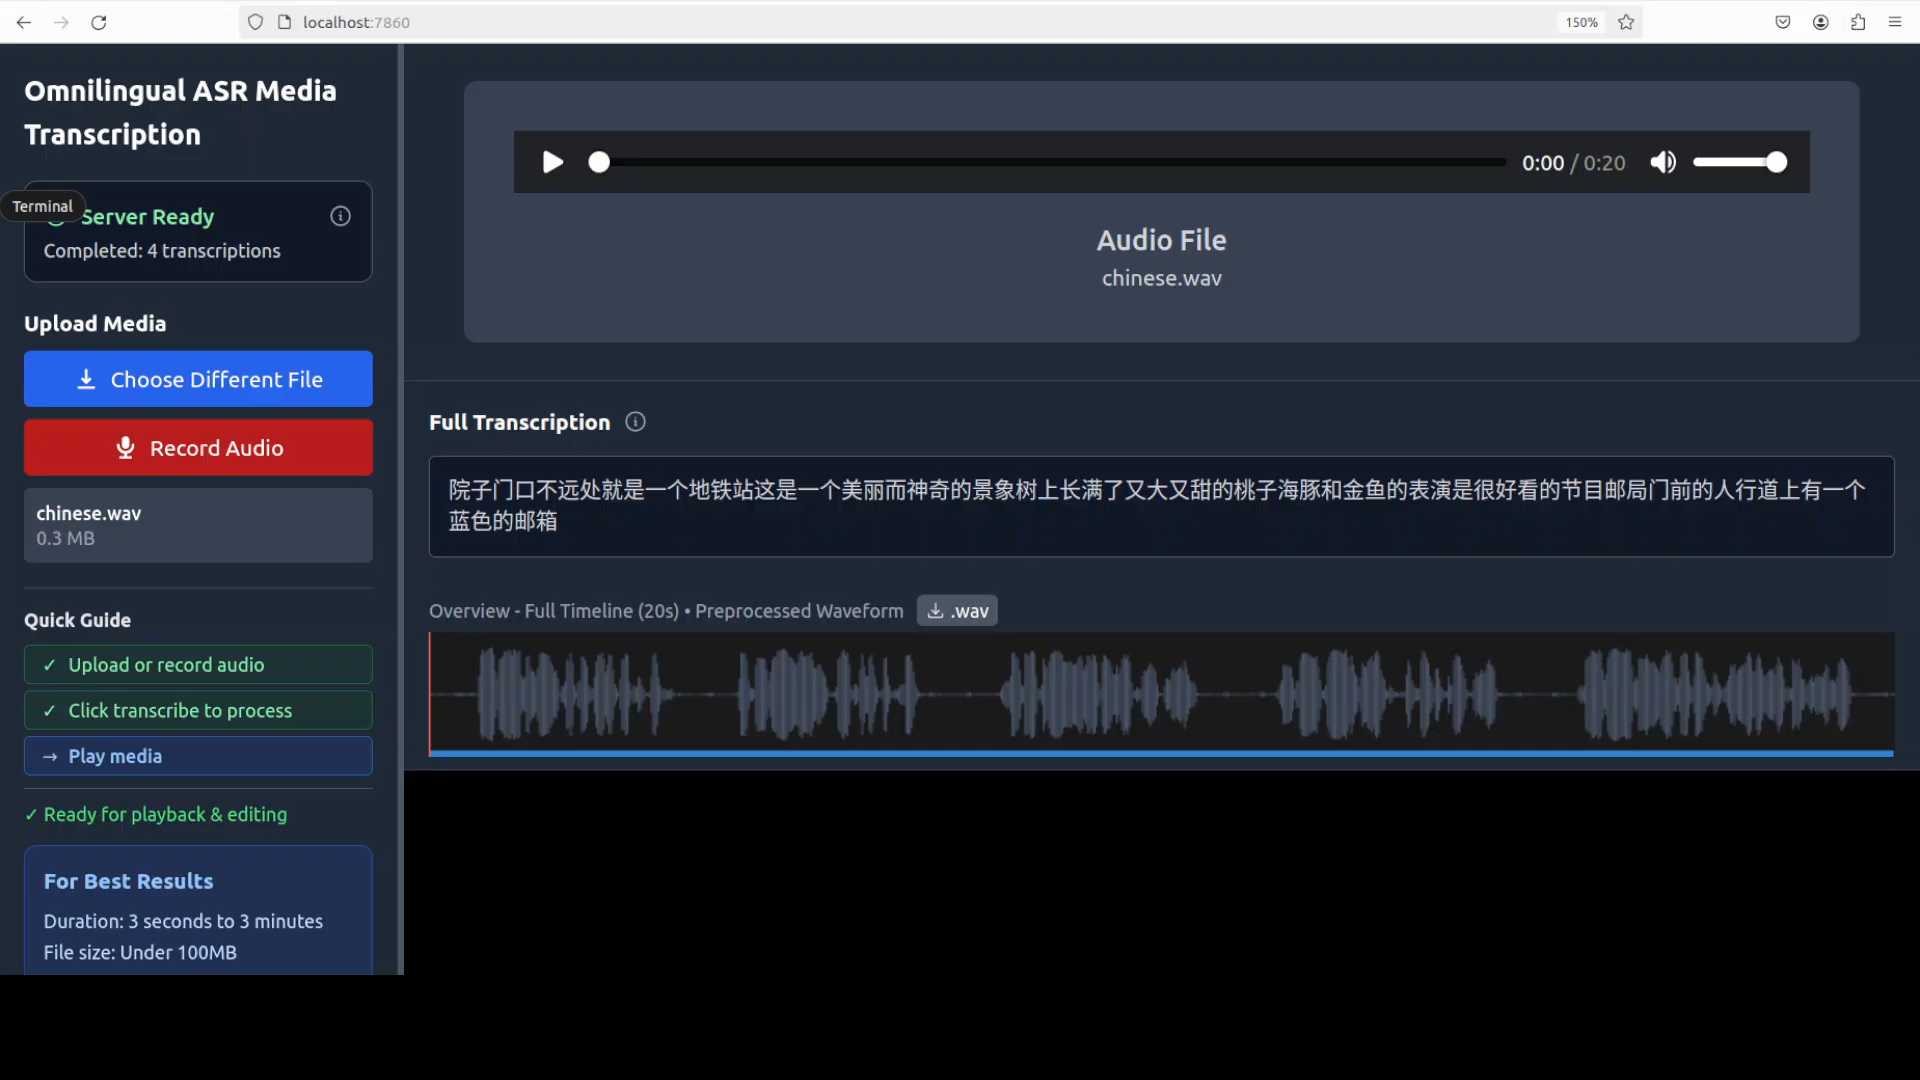 localhost:7860
150%
Omnilingual ASR Media
Transcription
Terminal
Server Ready
Completed: 4 transcriptions
Upload Media
Choose Different File
Record Audio
chinese.wav
0.3 MB
Quick Guide
✓ Upload or record audio
✓ Click transcribe to process
→ Play media
✓ Ready for playback & editing
For Best Results
Duration: 3 seconds to 3 minutes
File size: Under 100MB
0:00 / 0:20
Audio File
chinese.wav
Full Transcription
院子门口不远处就是一个地铁站这是一个美丽而神奇的景象树上长满了又大又甜的桃子海豚和金鱼的表演是很好看的节目邮局门前的人行道上有一个
蓝色的邮箱
Overview - Full Timeline (20s) • Preprocessed Waveform
.wav